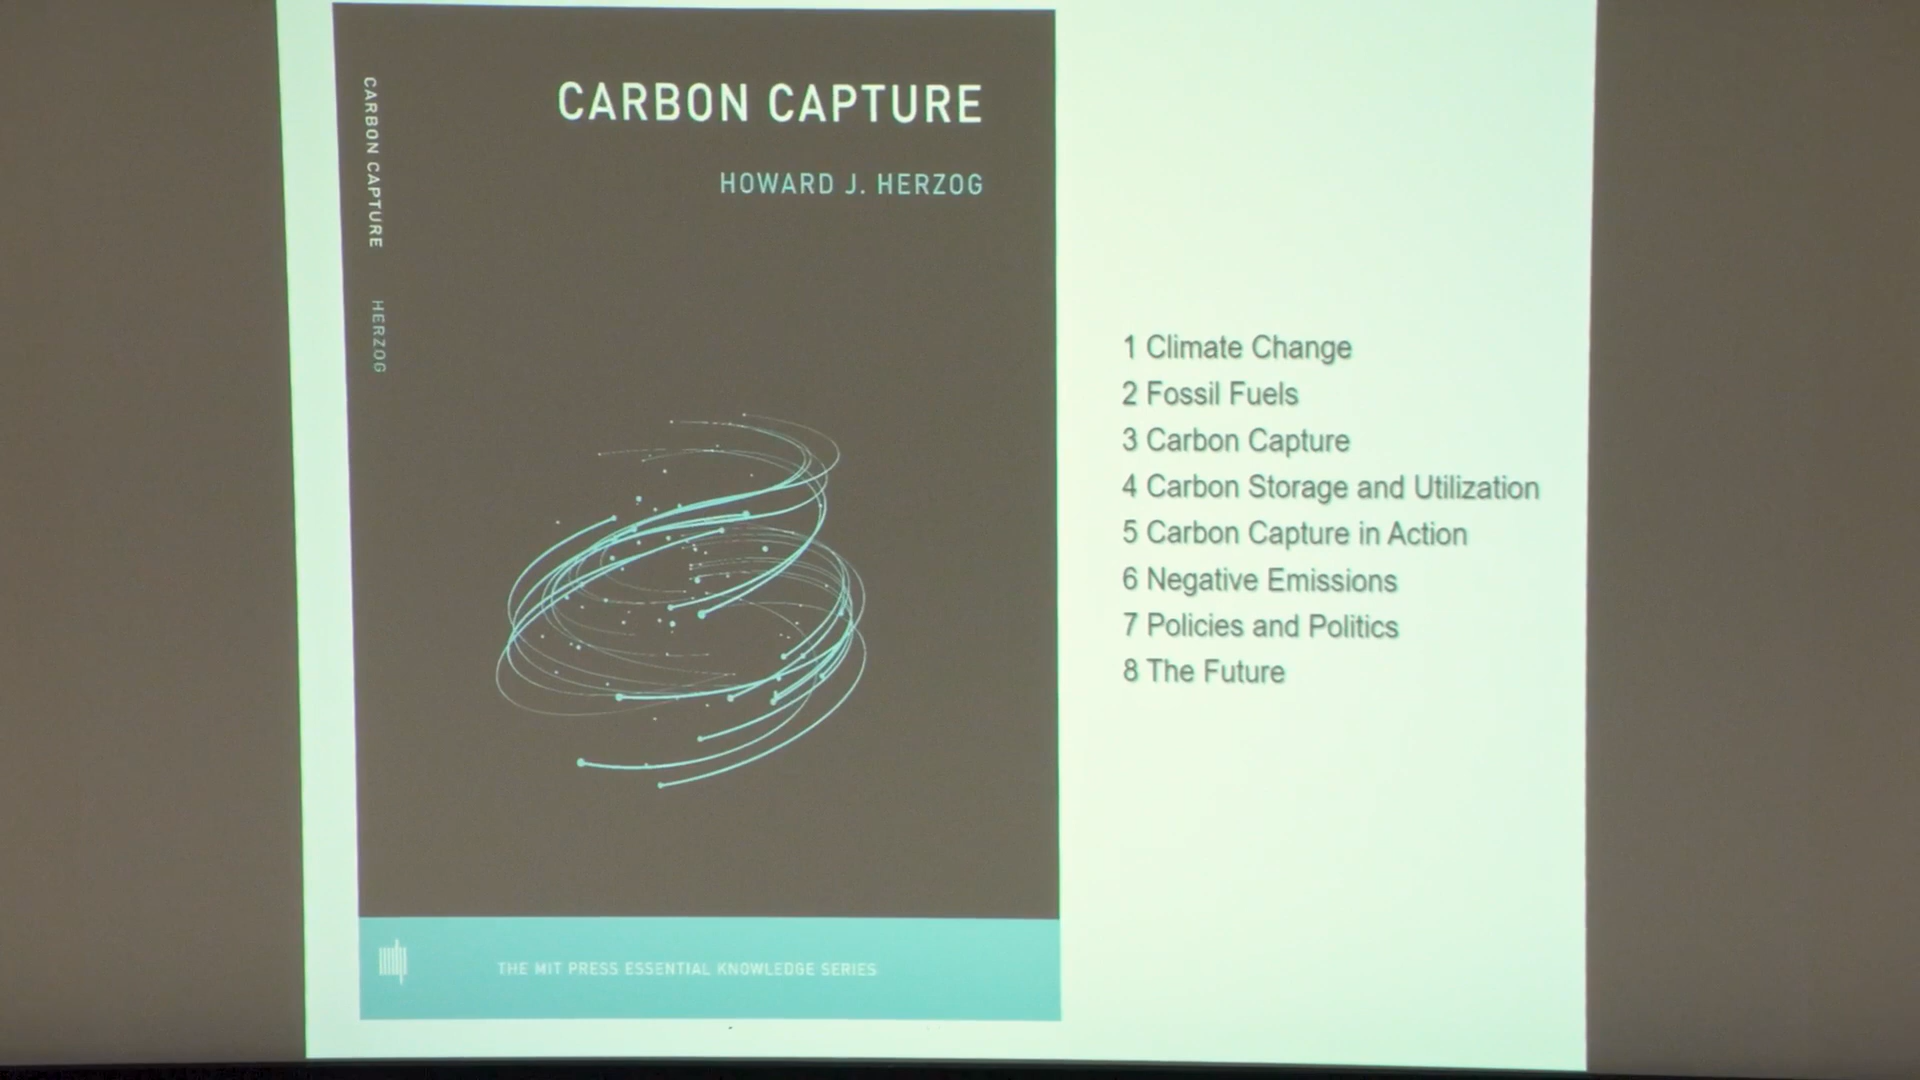 CARBON CAPTURE
HERZOG
CARBON CAPTURE
HOWARD J. HERZOG
THE MIT PRESS ESSENTIAL KNOWLEDGE SERIES
1 Climate Change
2 Fossil Fuels
3 Carbon Capture
4 Carbon Storage and Utilization
5 Carbon Capture in Action
6 Negative Emissions
7 Policies and Politics
8 The Future